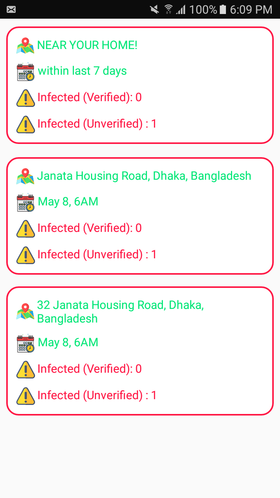 100% 6:09 PM
NEAR YOUR HOME!
within last 7 days
Infected (Verified): 0
Infected (Unverified) : 1
Janata Housing Road, Dhaka, Bangladesh
May 8, 6AM
Infected (Verified): 0
Infected (Unverified) : 1
32 Janata Housing Road, Dhaka,
Bangladesh
May 8, 6AM
Infected (Verified): 0
Infected (Unverified) : 1